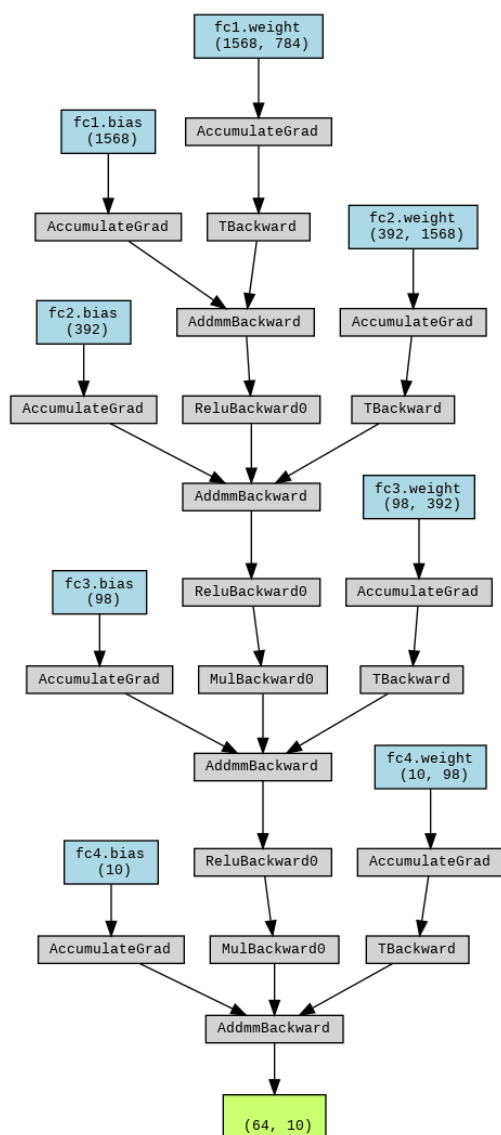 fc1.weight
(1568, 784)
fc1.bias
(1568)
AccumulateGrad
AccumulateGrad
TBackward
fc2.weight
(392, 1568)
fc2.bias
(392)
AddmmBackward
AccumulateGrad
AccumulateGrad
ReluBackward0
TBackward
AddmmBackward
fc3.weight
(98, 392)
fc3.bias
(98)
ReluBackward0
AccumulateGrad
AccumulateGrad
MulBackward0
TBackward
AddmmBackward
fc4.weight
(10, 98)
fc4.bias
(10)
ReluBackward0
AccumulateGrad
AccumulateGrad
MulBackward0
TBackward
AddmmBackward
(64, 10)